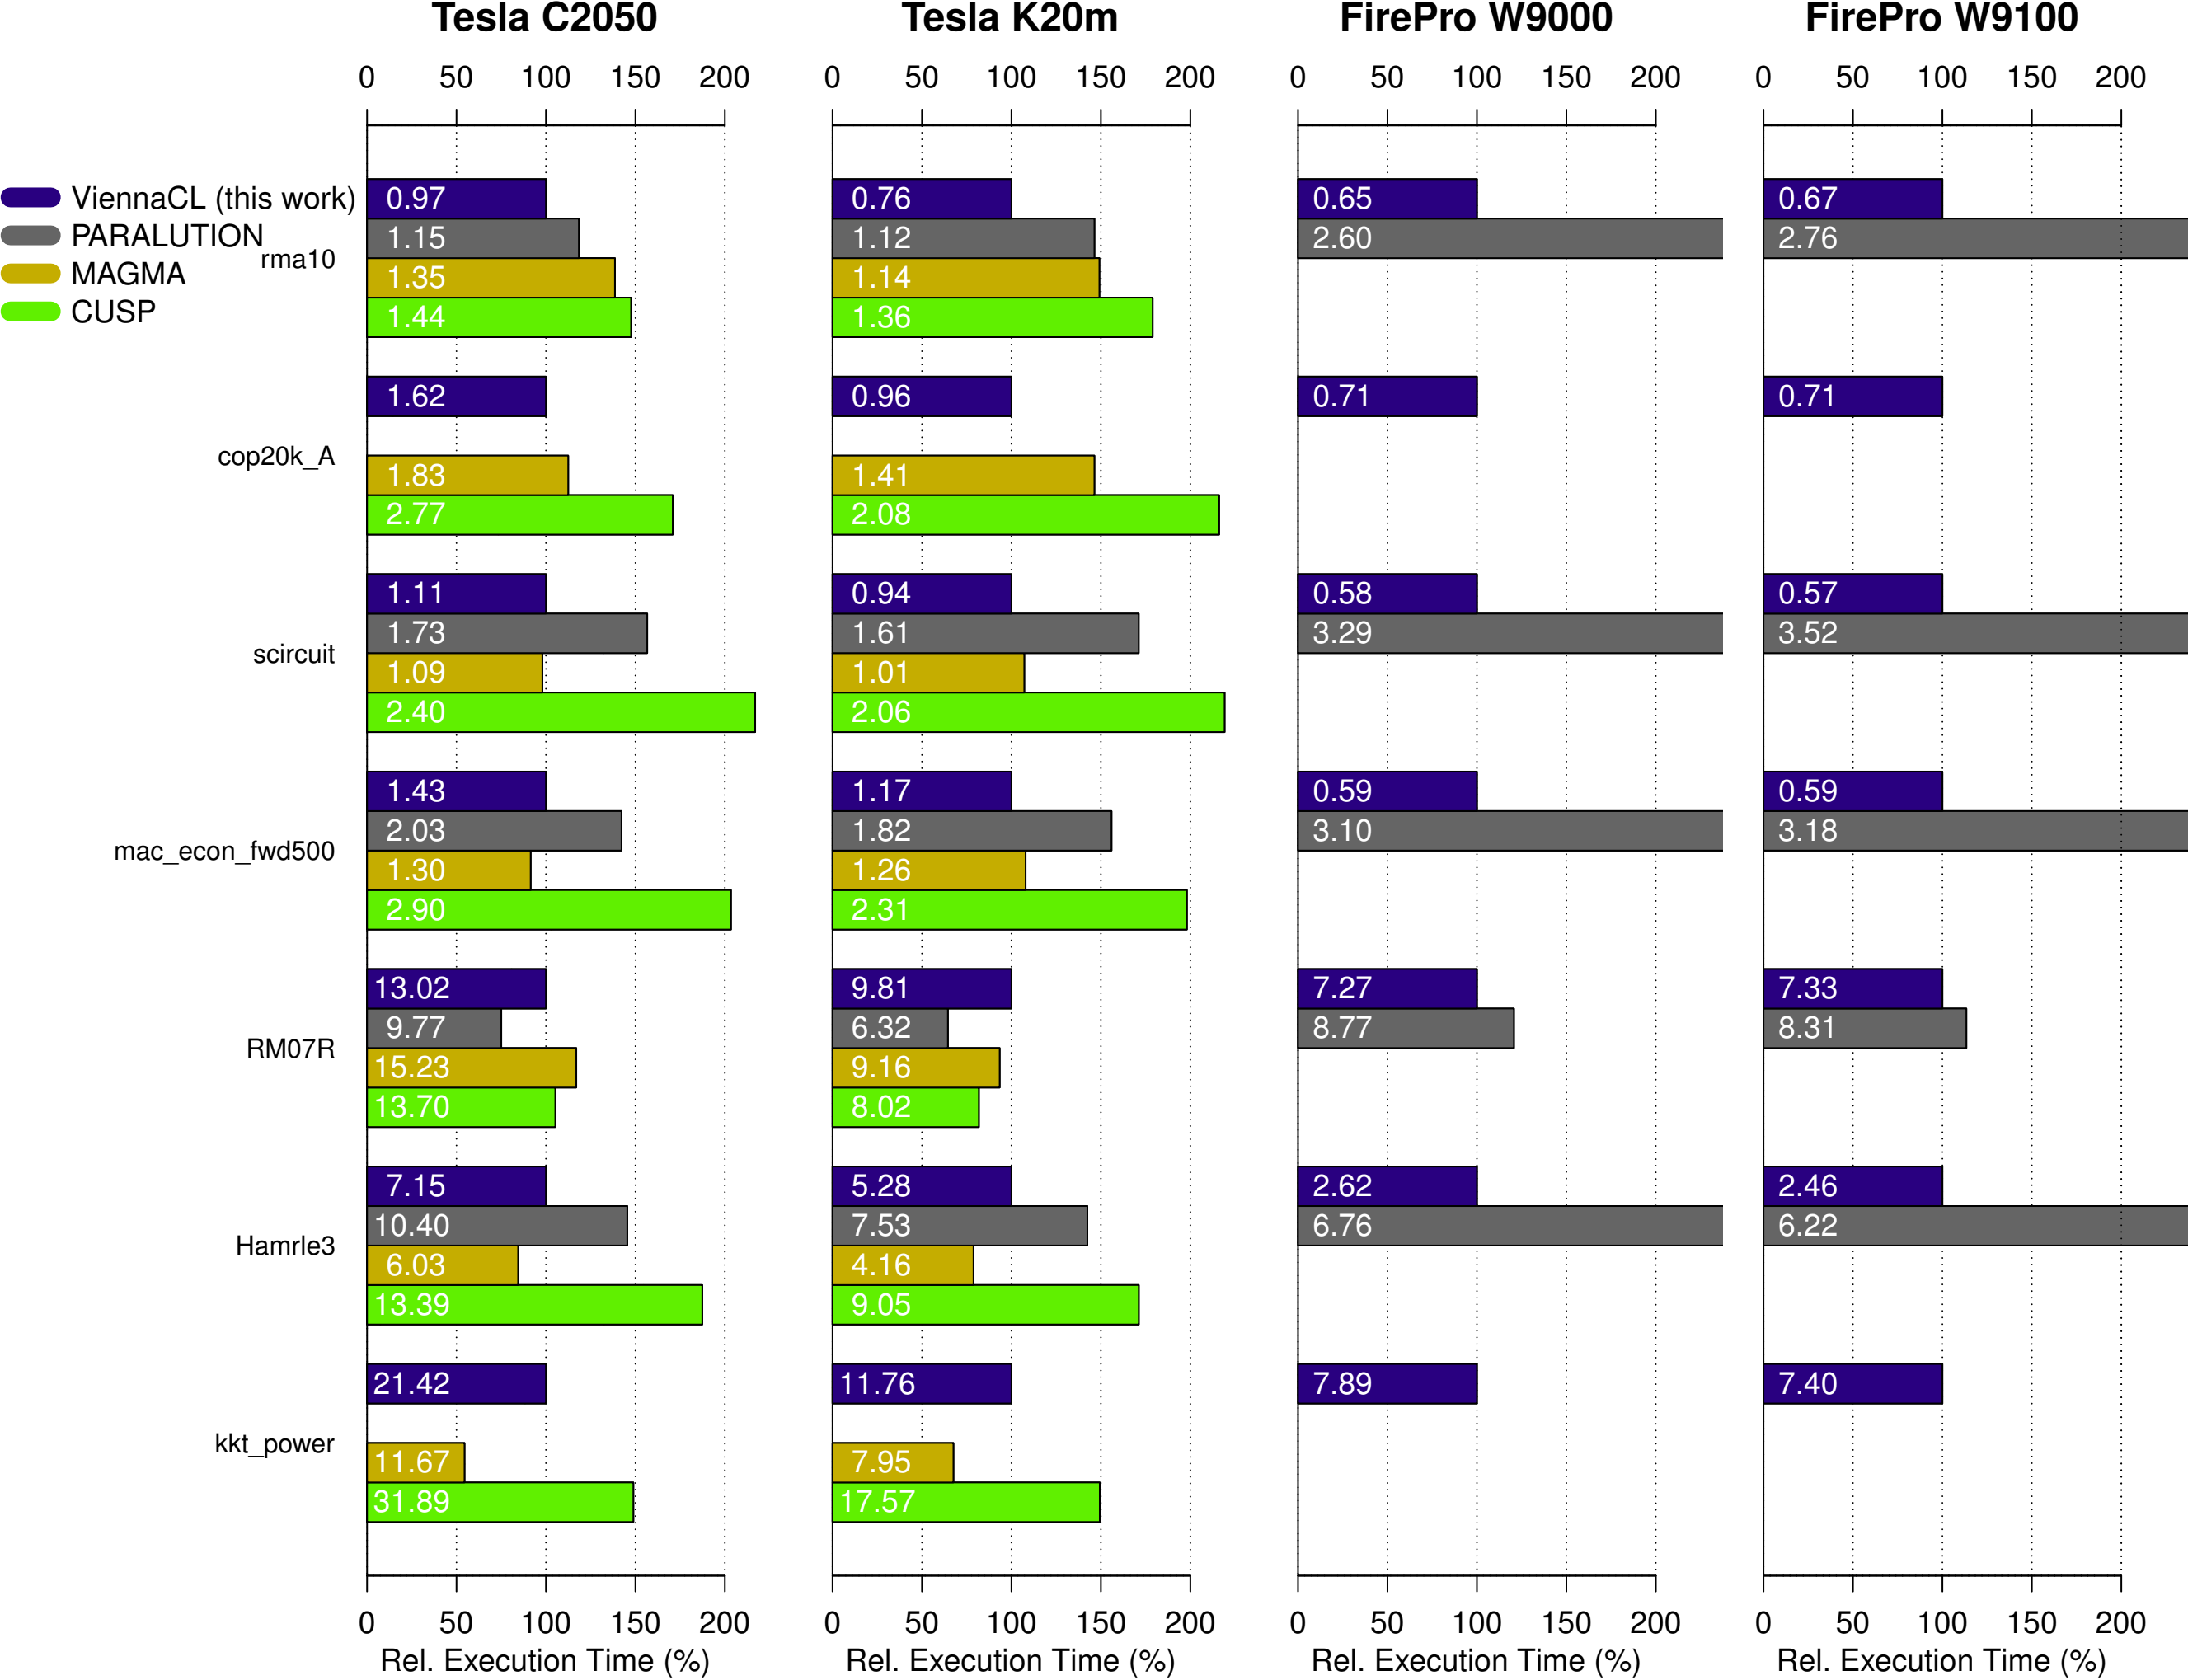 Tesla C2050 Tesla K20m FirePro W9000 FirePro W9100
0 50 100 150 200 0 50 100 150 200 0 50 100 150 200 0 50 100 150 200
ViennaCL (this work)
PARALUTION
MAGMA
CUSP
rma10
0.97 0.76 0.65 0.67
1.15 1.12 2.60 2.76
1.35 1.14
1.44 1.36
cop20k_A
1.62 0.96 0.71 0.71
1.83 1.41
2.77 2.08
scircuit
1.11 0.94 0.58 0.57
1.73 1.61 3.29 3.52
1.09 1.01
2.40 2.06
mac_econ_fwd500
1.43 1.17 0.59 0.59
2.03 1.82 3.10 3.18
1.30 1.26
2.90 2.31
RM07R
13.02 9.81 7.27 7.33
9.77 6.32 8.77 8.31
15.23 9.16
13.70 8.02
Hamrle3
7.15 5.28 2.62 2.46
10.40 7.53 6.76 6.22
6.03 4.16
13.39 9.05
kkt_power
21.42 11.76 7.89 7.40
11.67 7.95
31.89 17.57
0 50 100 150 200 0 50 100 150 200 0 50 100 150 200 0 50 100 150 200
Rel. Execution Time (%) Rel. Execution Time (%) Rel. Execution Time (%) Rel. Execution Time (%)